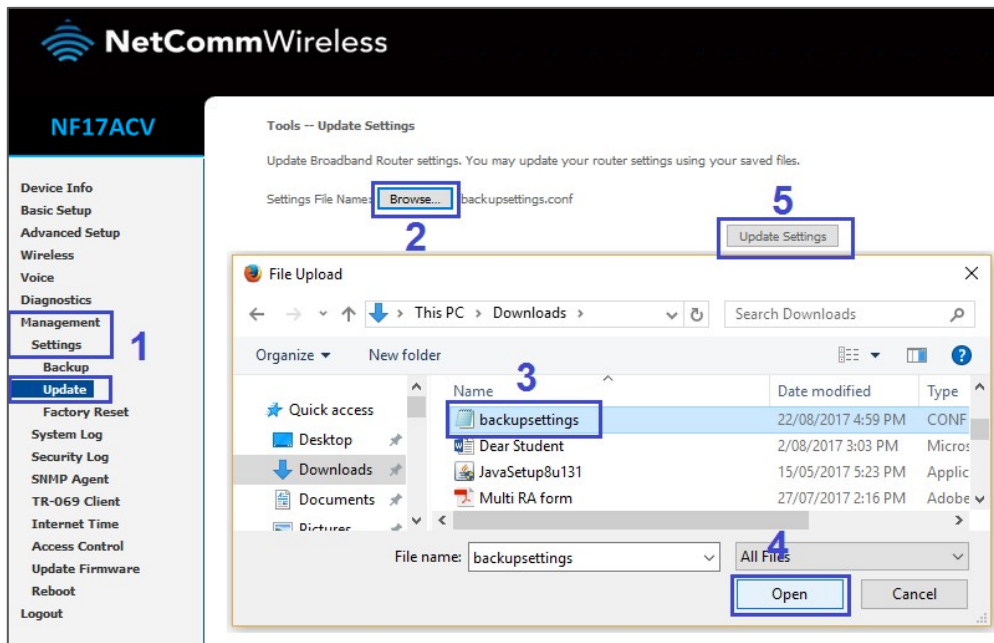 NetCommWireless
NF17ACV
Device Info
Basic Setup
Advanced Setup
Wireless
Voice
Diagnostics
Management
Settings
1
Backup
Update
Factory Reset
System Log
Security Log
SNMP Agent
TR-069 Client
Internet Time
Access Control
Update Firmware
Reboot
Logout
Tools -- Update Settings
Update Broadband Router settings. You may update your router settings using your saved files.
Settings File Name: Browse... backupsettings.conf
2
5
Update Settings
File Upload
This PC > Downloads >
Search Downloads
Organize
New folder
Quick access
Desktop
Downloads
Documents
Pictures
3
Name Date modified Type
backupsettings 22/08/2017 4:59 PM CONF
Dear Student 2/08/2017 3:03 PM Micros
JavaSetup8u131 15/05/2017 5:23 PM Applic
Multi RA form 27/07/2017 2:16 PM Adobe
File name: backupsettings All Files
4
Open Cancel